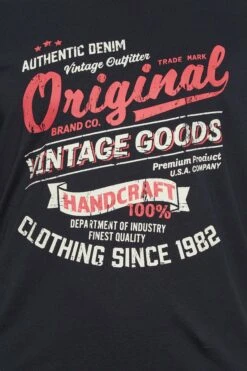 AUTHENTIC DENIM
Vintage Outfitter
TRADE MARK
Original
BRAND CO.
VINTAGE GOODS
Premium Product
U.S.A. COMPANY
HANDCRAFT
100%
DEPARTMENT OF INDUSTRY
FINEST QUALITY
CLOTHING SINCE 1982